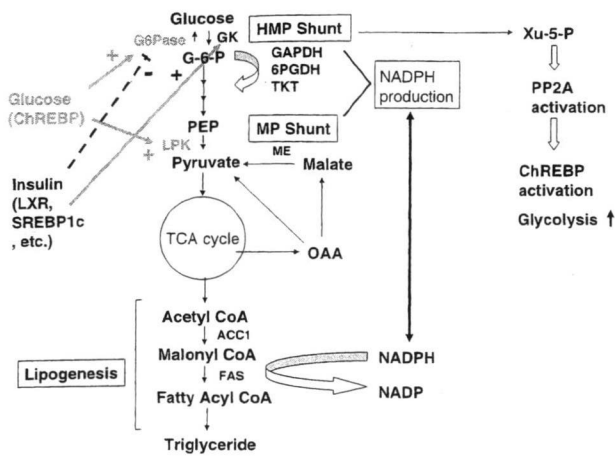 Glucose
G6Pase
GK
HMP Shunt
Xu-5-P
+
G-6-P
GAPDH
6PGDH
TKT
-
+
NADPH
production
PP2A
activation
Glucose
(ChREBP)
PEP
MP Shunt
LPK
+
ME
Pyruvate
Malate
ChREBP
activation
Insulin
(LXR,
SREBP1c
, etc.)
Glycolysis
TCA cycle
OAA
Acetyl CoA
ACC1
Malonyl CoA
NADPH
Lipogenesis
FAS
Fatty Acyl CoA
NADP
Triglyceride